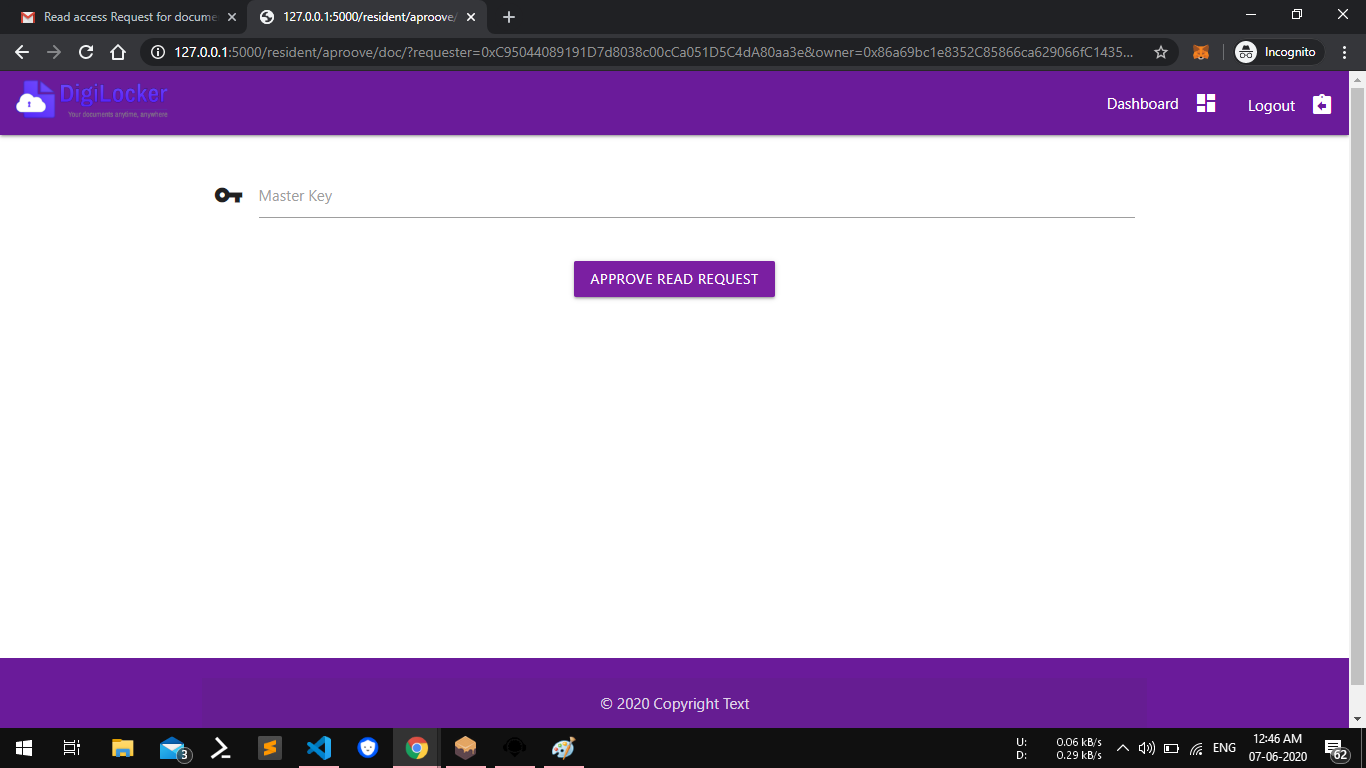 Read access Request for docume
127.0.0.1:5000/resident/aproove/
127.0.0.1:5000/resident/aproove/doc/?requester=0xC95044089191D7d8038c00cCa051D5C4dA80aa3e&owner=0x86a69bc1e8352C85866ca629066fC1435...
Incognito
DigiLocker
Your documents anytime, anywhere
Dashboard
Logout
Master Key
APPROVE READ REQUEST
© 2020 Copyright Text
3
U: 0.06 kB/s
D: 0.29 kB/s
ENG
12:46 AM
07-06-2020
62